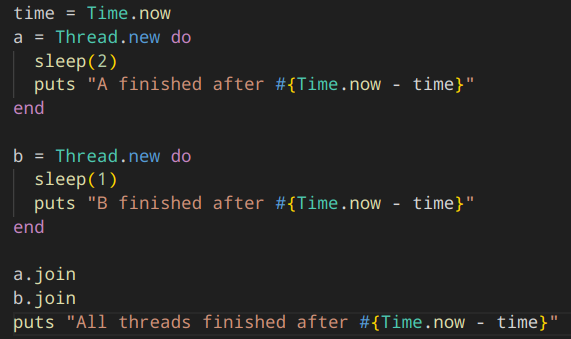 time = Time.now
a = Thread.new do
  sleep(2)
  puts "A finished after #{Time.now - time}"
end

b = Thread.new do
  sleep(1)
  puts "B finished after #{Time.now - time}"
end

a.join
b.join
puts "All threads finished after #{Time.now - time}"